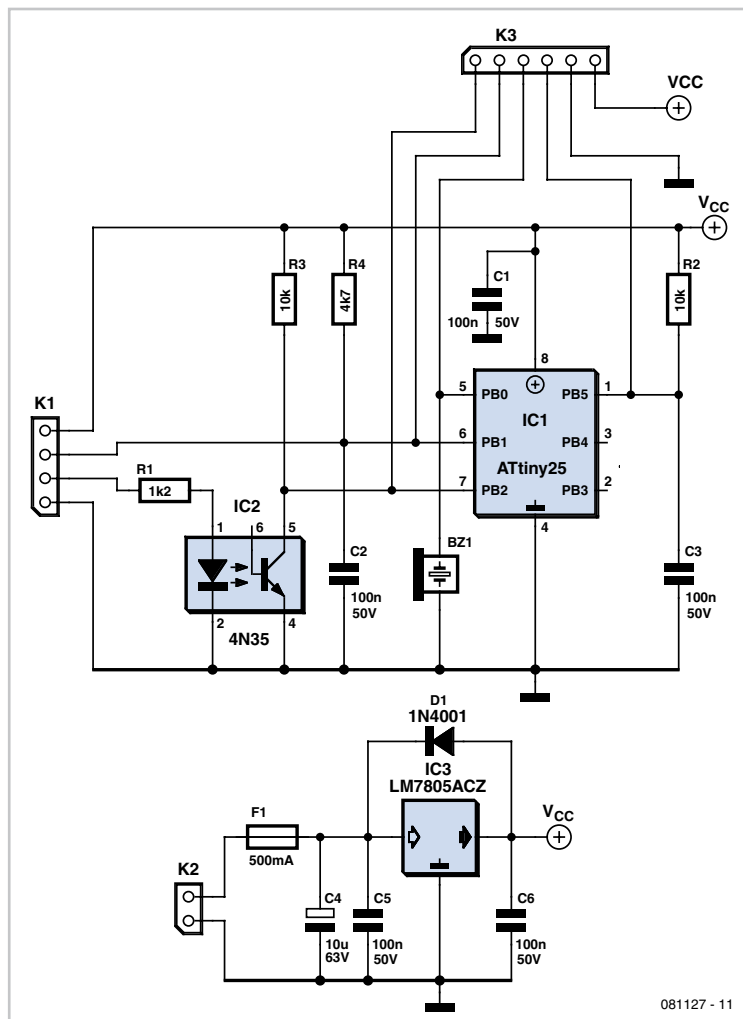 K3
VCC
VCC
R3
10k
R4
4k7
C1
100n 50V
R2
10k
8
K1
5 PB0 PB5 1
IC1
6 PB1 PB4 3
ATtiny25
7 PB2 PB3 2
4
R1
1k2
IC2
1 6 5
2 4
4N35
C2
100n
50V
BZ1
C3
100n
50V
D1
1N4001
IC3
LM7805ACZ
VCC
F1
500mA
K2
C4
10u
63V
C5
100n
50V
C6
100n
50V
081127 - 11